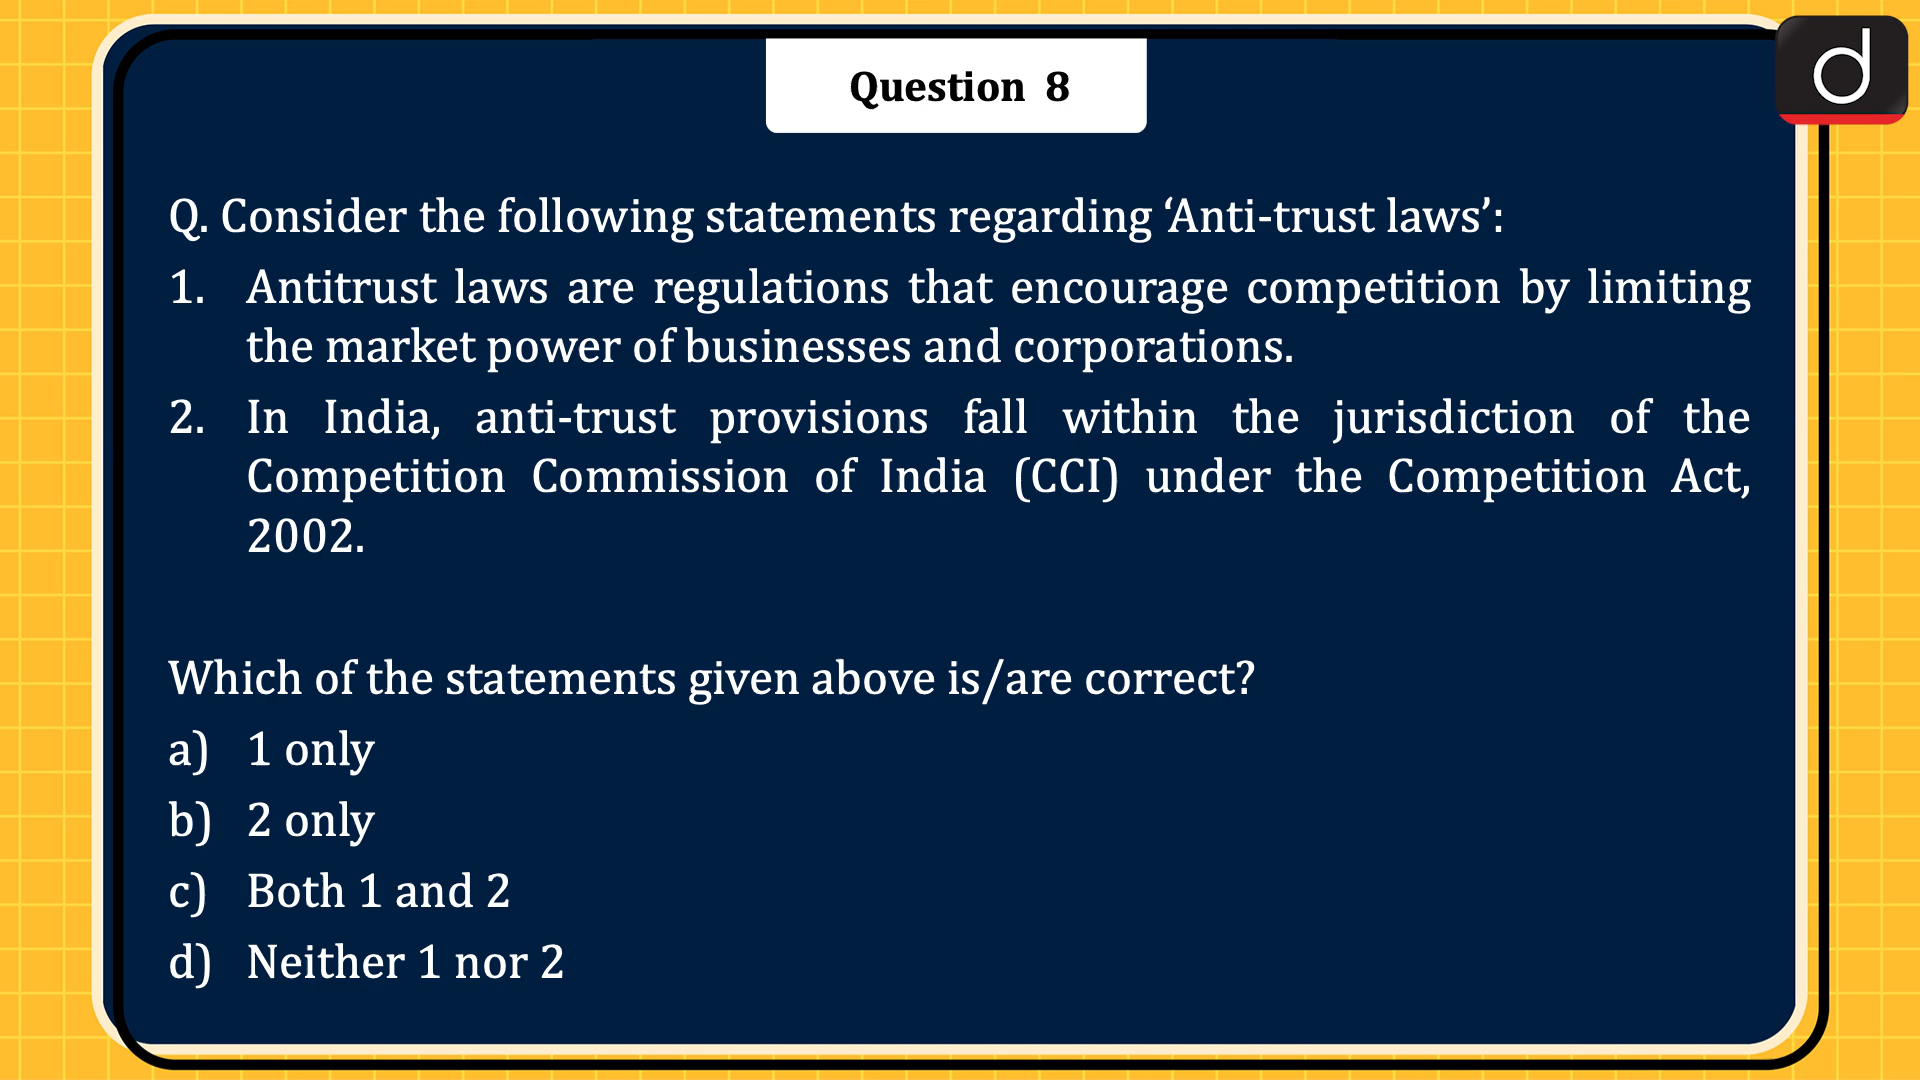 Question 8
Q. Consider the following statements regarding ‘Anti-trust laws’:
1. Antitrust laws are regulations that encourage competition by limiting
the market power of businesses and corporations.
2. In India, anti-trust provisions fall within the jurisdiction of the
Competition Commission of India (CCI) under the Competition Act,
2002.
Which of the statements given above is/are correct?
a) 1 only
b) 2 only
c) Both 1 and 2
d) Neither 1 nor 2